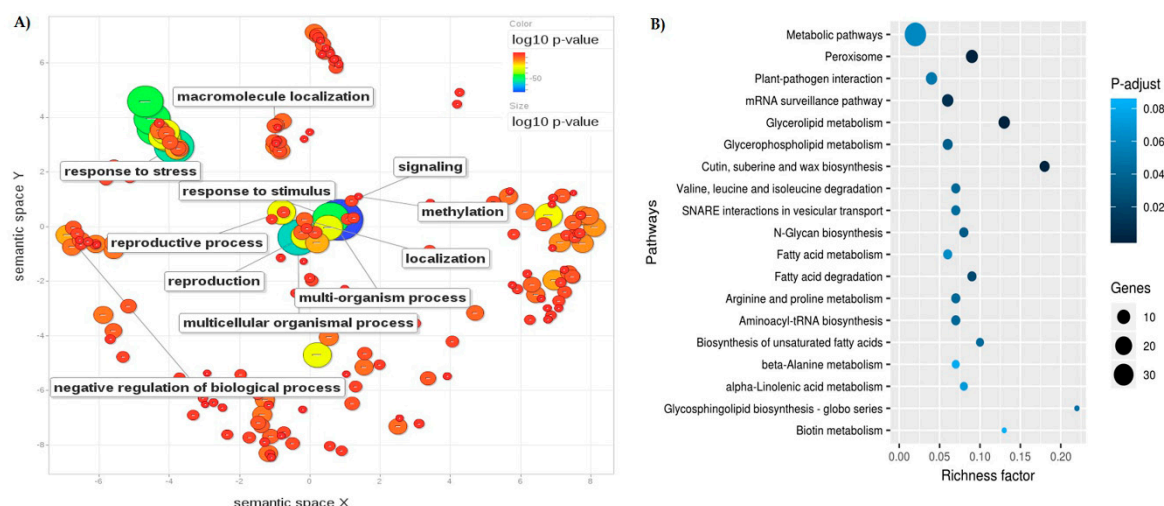 A)
Color
log10 p-value
-50
Size
log10 p-value
macromolecule localization
response to stress
response to stimulus
signaling
methylation
reproductive process
localization
reproduction
multi-organism process
multicellular organismal process
negative regulation of biological process
semantic space Y
6
4
2
0
-2
-4
-6
-8
-6
-4
-2
0
2
4
6
8
semantic space X
B)
Pathways
Metabolic pathways
Peroxisome
Plant-pathogen interaction
mRNA surveillance pathway
Glycerolipid metabolism
Glycerophospholipid metabolism
Cutin, suberine and wax biosynthesis
Valine, leucine and isoleucine degradation
SNARE interactions in vesicular transport
N-Glycan biosynthesis
Fatty acid metabolism
Fatty acid degradation
Arginine and proline metabolism
Aminoacyl-tRNA biosynthesis
Biosynthesis of unsaturated fatty acids
beta-Alanine metabolism
alpha-Linolenic acid metabolism
Glycosphingolipid biosynthesis - globo series
Biotin metabolism
0.00 0.05 0.10 0.15 0.20
Richness factor
P-adjust
0.08
0.06
0.04
0.02
Genes
10
20
30